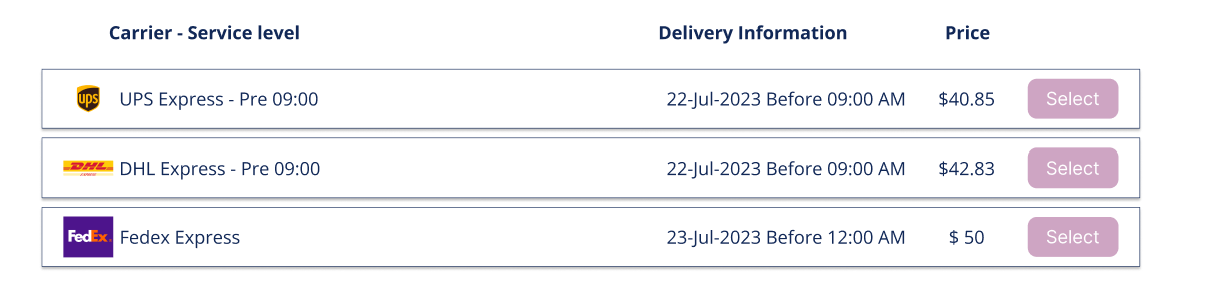 Carrier - Service level Delivery Information Price
ups UPS Express - Pre 09:00 22-Jul-2023 Before 09:00 AM $40.85 Select
DHL DHL Express - Pre 09:00 22-Jul-2023 Before 09:00 AM $42.83 Select
FedEx Fedex Express 23-Jul-2023 Before 12:00 AM $ 50 Select